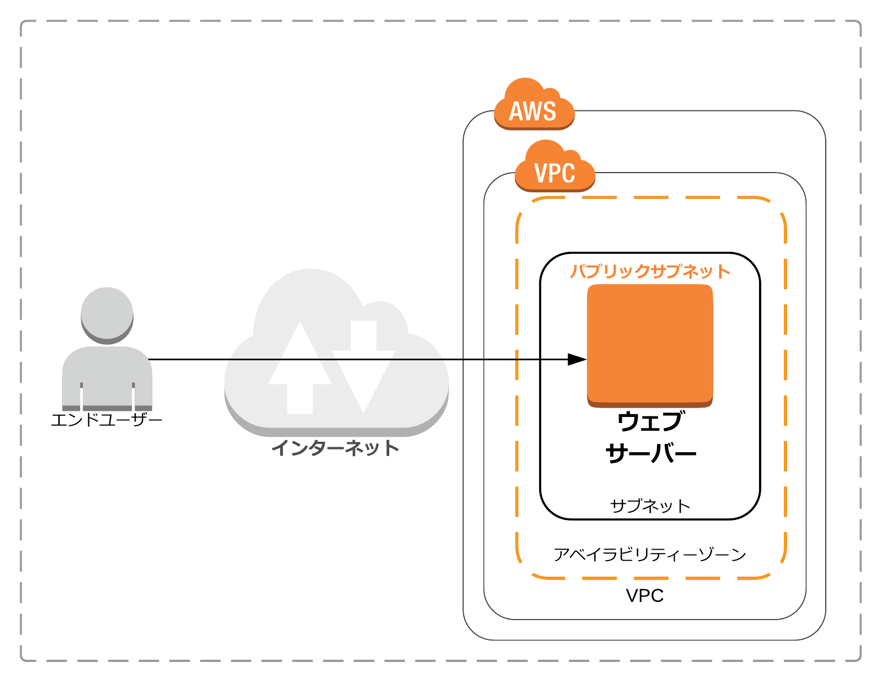 AWS
VPC
パブリックサブネット
ウェブ
サーバー
エンドユーザー
インターネット
サブネット
アベイラビリティーゾーン
VPC